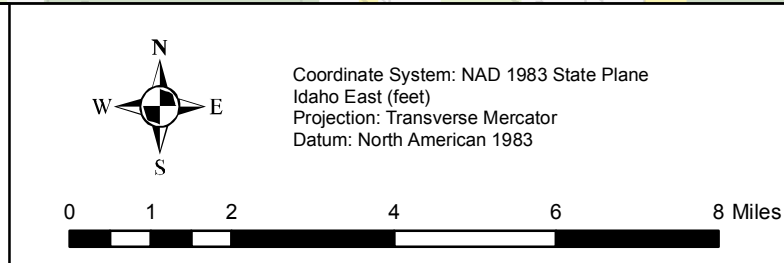 N
W E
S
Coordinate System: NAD 1983 State Plane
Idaho East (feet)
Projection: Transverse Mercator
Datum: North American 1983
0 1 2 4 6 8 Miles